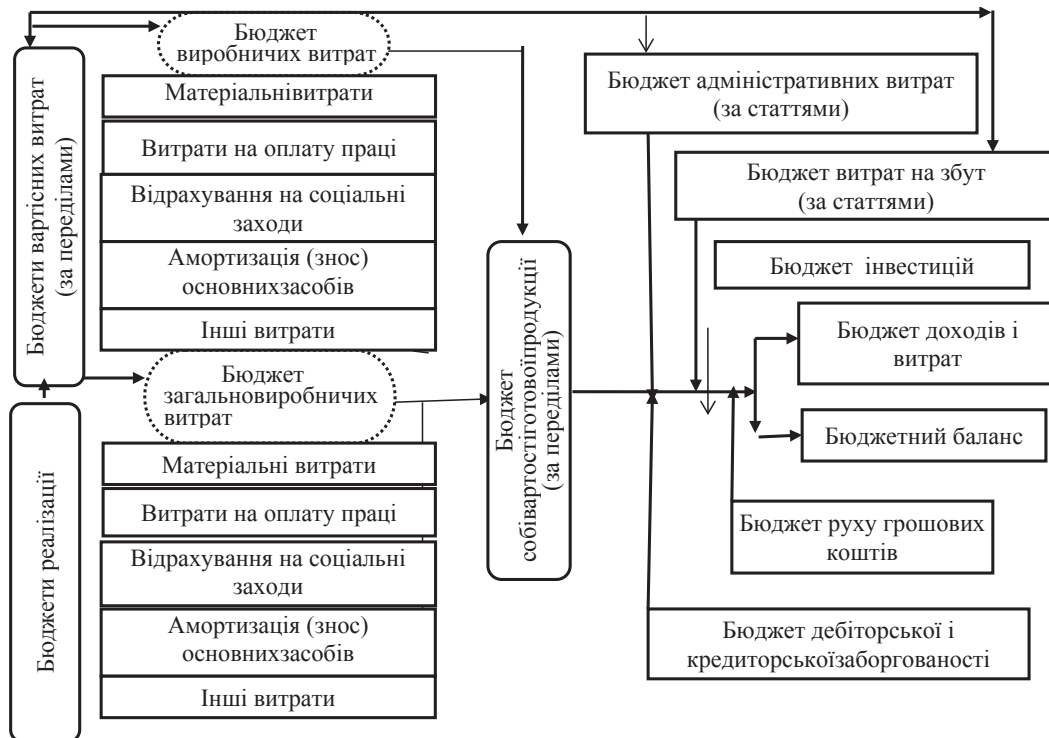 Бюджети вартісних витрат
(за переділами)
Бюджети реалізації
Бюджет
виробничих витрат
Матеріальнівитрати
Витрати на оплату праці
Відрахування на соціальні
заходи
Амортизація (знос)
основнихзасобів
Інші витрати
Бюджет
загальновиробничих
витрат
Матеріальні витрати
Витрати на оплату праці
Відрахування на соціальні
заходи
Амортизація (знос)
основнихзасобів
Інші витрати
Бюджет
собівартостіготовоїпродукції
(за переділами)
Бюджет адміністративних витрат
(за статтями)
Бюджет витрат на збут
(за статтями)
Бюджет інвестицій
Бюджет доходів і
витрат
Бюджетний баланс
Бюджет руху грошових
коштів
Бюджет дебіторської і
кредиторськоїзаборгованості